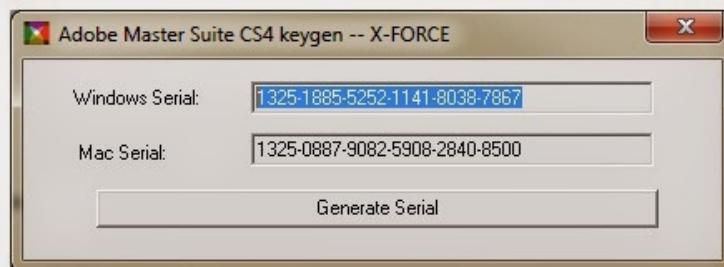 Adobe Master Suite CS4 keygen -- X-FORCE
Windows Serial: 1325-1885-5252-1141-8038-7867
Mac Serial: 1325-0887-9082-5908-2840-8500
Generate Serial